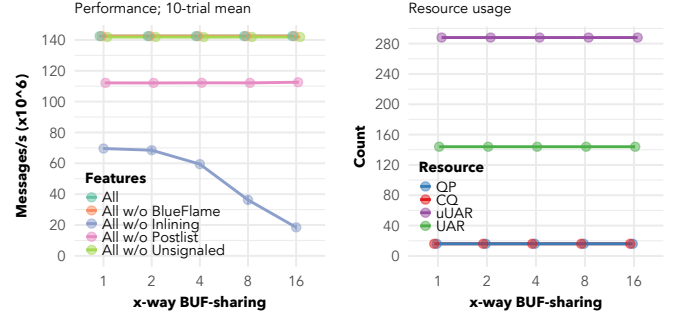 Performance; 10-trial mean
Messages/s (x10^6)
140
120
100
80
60
40
20
0
Features
All
All w/o BlueFlame
All w/o Inlining
All w/o Postlist
All w/o Unsignaled
1 2 4 8 16
x-way BUF-sharing
Resource usage
Count
280
240
200
160
120
80
40
0
Resource
QP
CQ
uUAR
UAR
1 2 4 8 16
x-way BUF-sharing